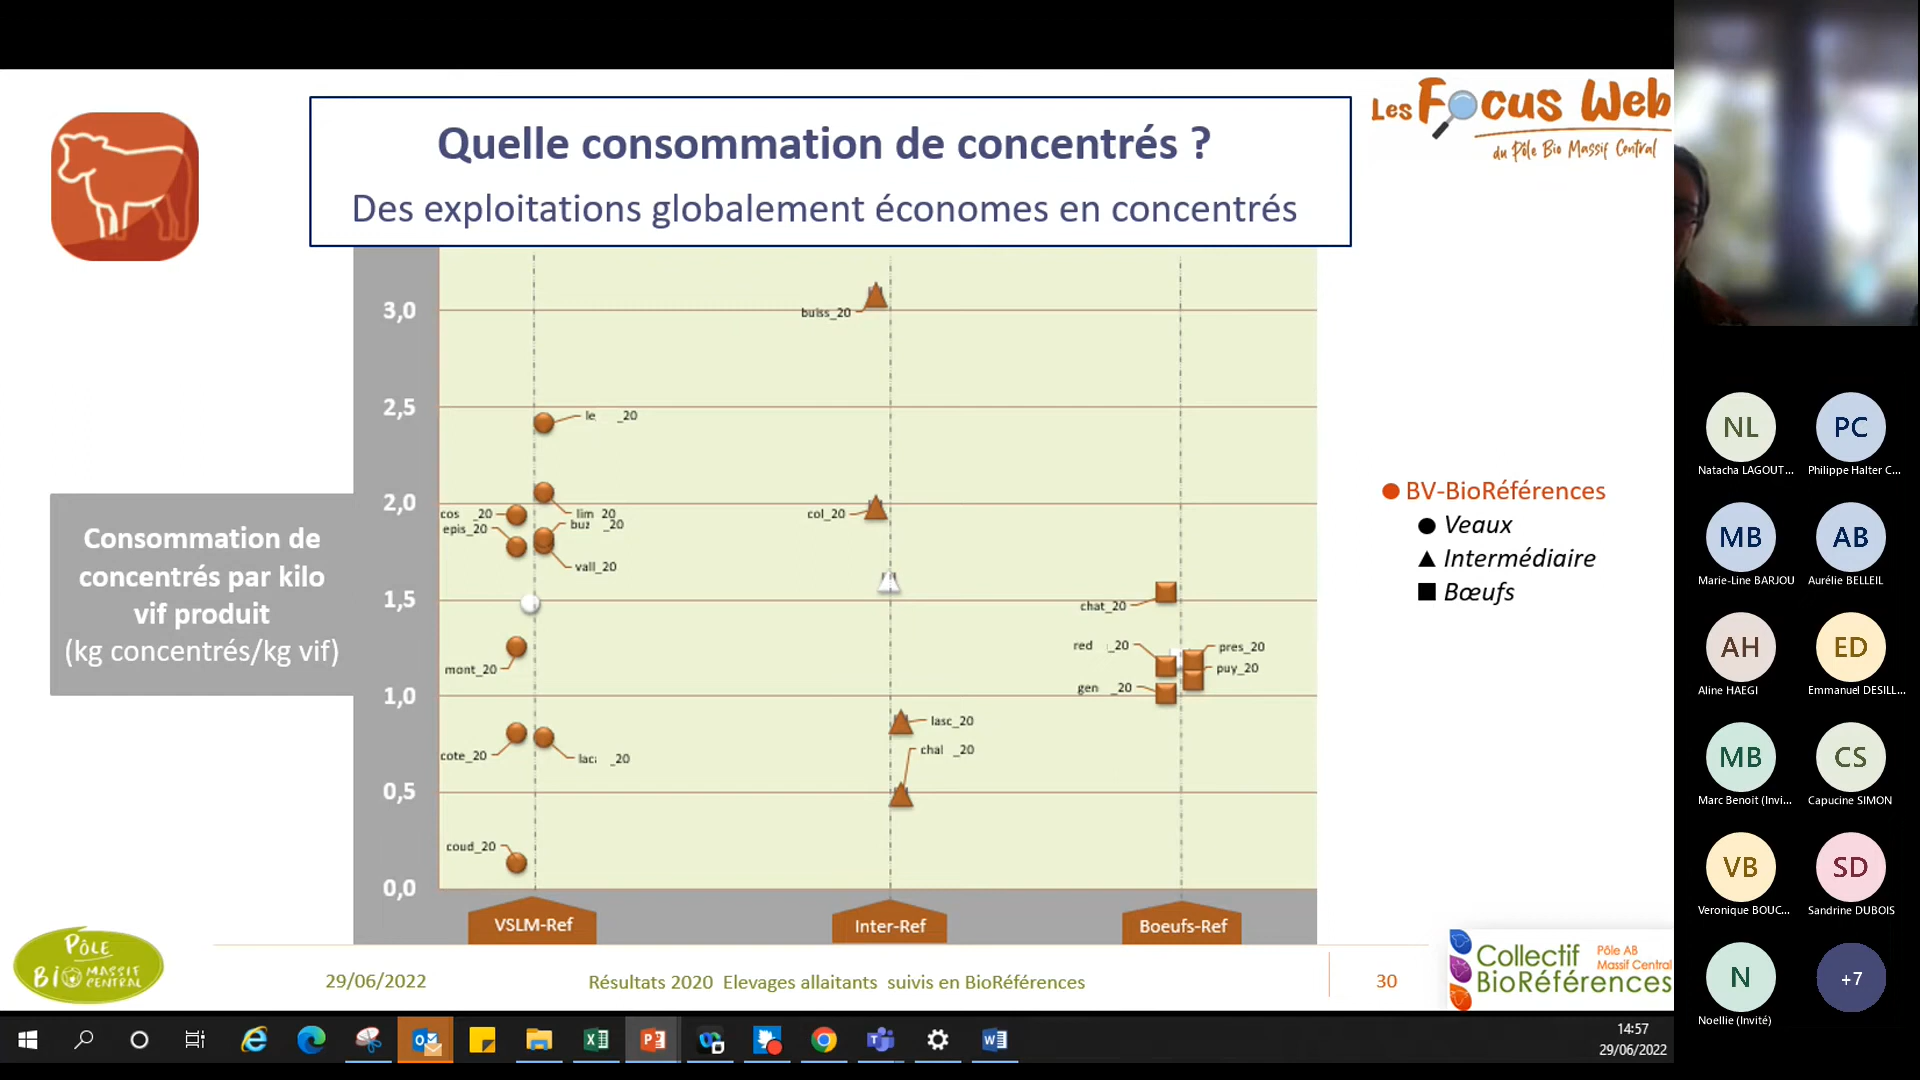 Les Focus Web
du Pôle Bio Massif Central
Quelle consommation de concentrés ?
Des exploitations globalement économes en concentrés
3,0
2,5
2,0
1,5
1,0
0,5
0,0
Consommation de
concentrés par kilo
vif produit
(kg concentrés/kg vif)
buiss_20
le _20
cos _20
lim_20
epis_20
buz _20
vall_20
col_20
chat_20
mont_20
red _20
pres_20
puy_20
gen _20
lasc_20
chal _20
cote_20
lac _20
coud_20
VSLM-Ref
Inter-Ref
Boeufs-Ref
BV-BioRéférences
Veaux
Intermédiaire
Bœufs
PÔLE
BIO MASSIF
CENTRAL
29/06/2022
Résultats 2020 Elevages allaitants suivis en BioRéférences
30
Collectif
BioRéférences
Pôle AB
Massif Central
NL
Natacha LAGOUT...
PC
Philippe Halter C...
MB
Marie-Line BARJOU
AB
Aurélie BELLEIL
AH
Aline HAEGI
ED
Emmanuel DESILL...
MB
Marc Benoit (Invi...
CS
Capucine SIMON
VB
Veronique BOUC...
SD
Sandrine DUBOIS
N
Noellie (Invité)
+7
14:57
29/06/2022